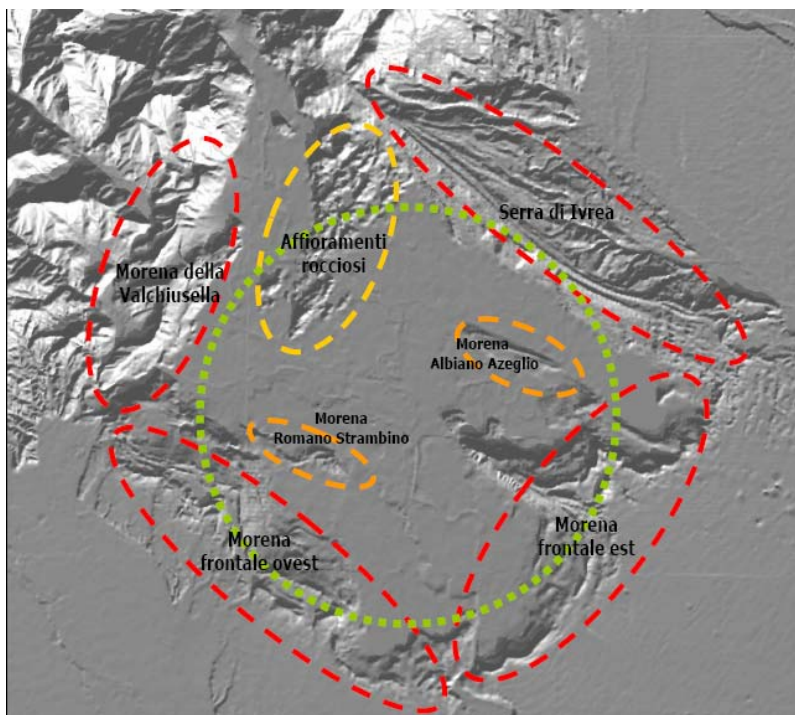 Serra di Ivrea
Affioramenti
rocciosi
Morena della
Valchiusella
Morena
Albiano Azeglio
Morena
Romano Strambino
Morena
frontale ovest
Morena
frontale est